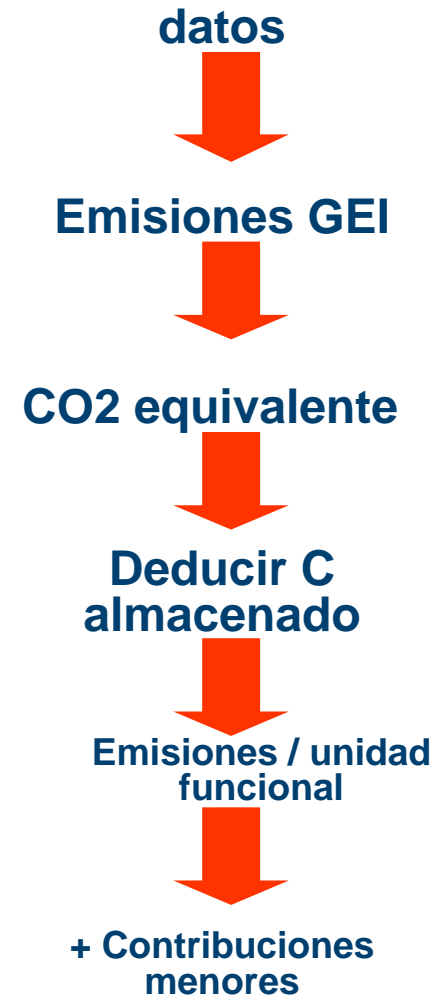 datos
Emisiones GEI
CO2 equivalente
Deducir C
almacenado
Emisiones / unidad
funcional
+ Contribuciones
menores